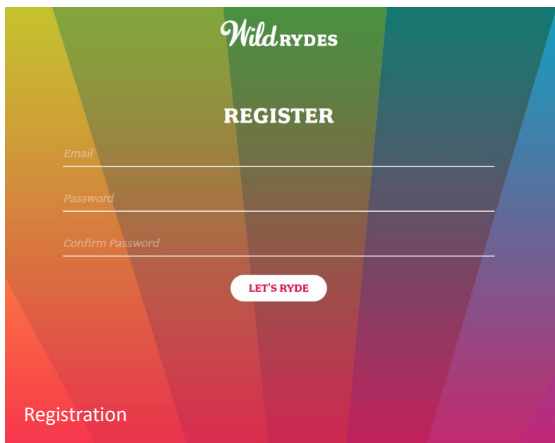 Wild RYDES
REGISTER
Email
Password
Confirm Password
LET'S RYDE
Registration